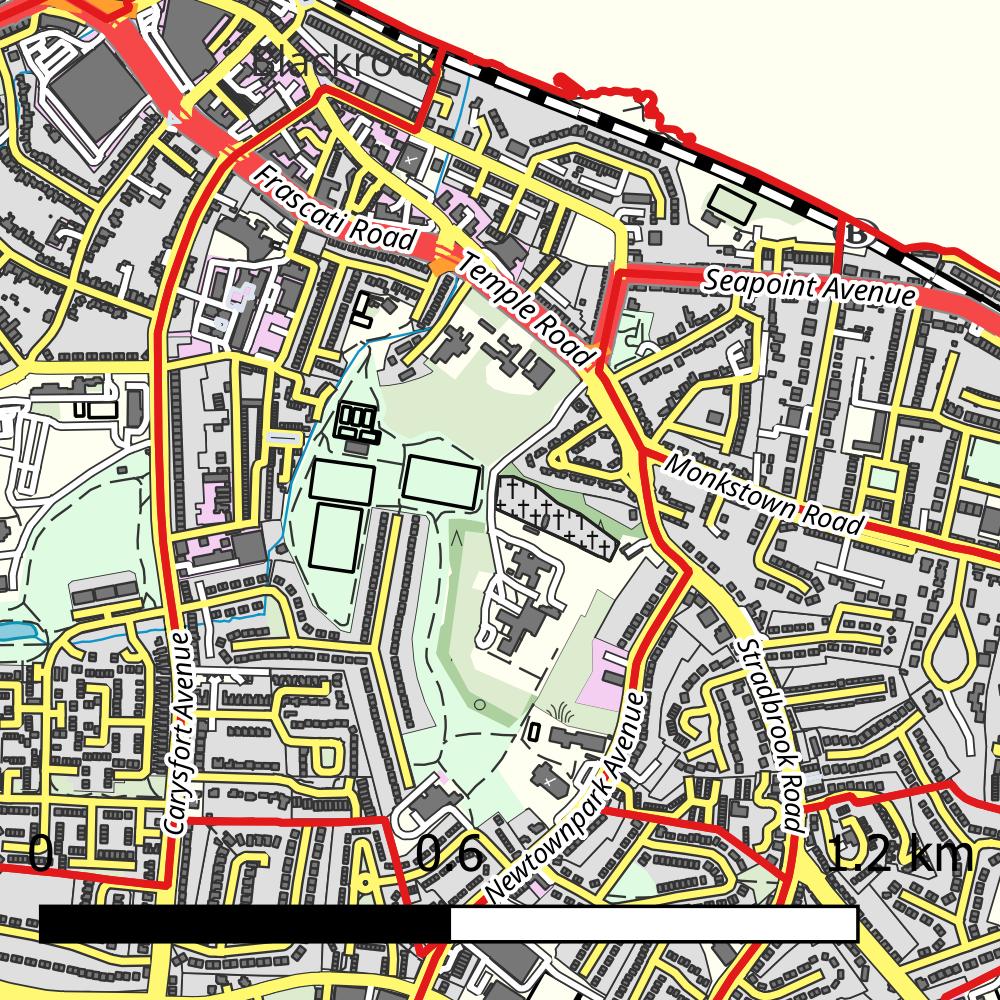 Blackrock
Frascati Road
Temple Road
B
Seapoint Avenue
Monkstown Road
Carysfort Avenue
Stradbrook Road
Newtownpark Avenue
0 0.6 1.2 km